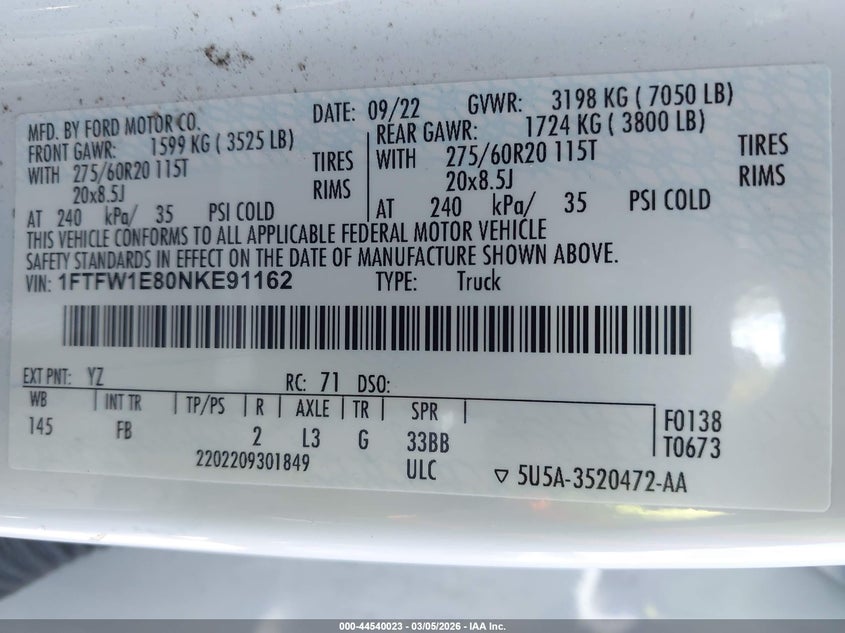 MFD. BY FORD MOTOR CO. DATE: 09/22 GVWR: 3198 KG ( 7050 LB)
FRONT GAWR: 1599 KG ( 3525 LB) REAR GAWR: 1724 KG ( 3800 LB)
WITH 275/60R20 115T TIRES WITH 275/60R20 115T TIRES
20x8.5J RIMS 20x8.5J RIMS
AT 240 kPa/ 35 PSI COLD AT 240 kPa/ 35 PSI COLD
THIS VEHICLE CONFORMS TO ALL APPLICABLE FEDERAL MOTOR VEHICLE
SAFETY STANDARDS IN EFFECT ON THE DATE OF MANUFACTURE SHOWN ABOVE.
VIN: 1FTFW1E80NKE91162 TYPE: Truck
EXT PNT: YZ RC: 71 DSO:
WB INT TR TP/PS R AXLE TR SPR F0138
145 FB 2 L3 G 33BB T0673
2202209301849 ULC 5U5A-3520472-AA
000-44540023 - 03/05/2026 - IAA Inc.